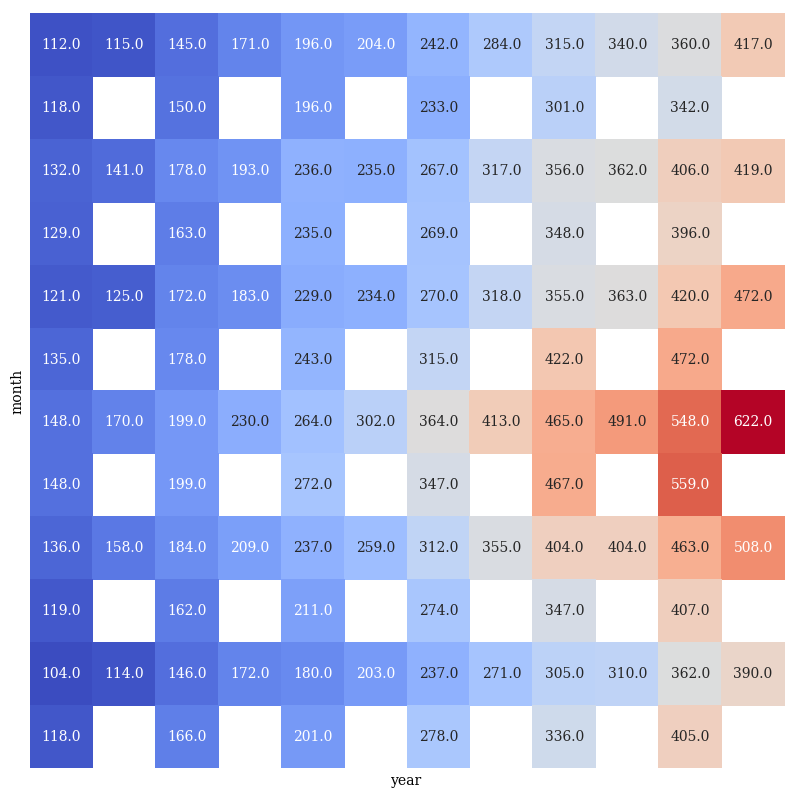 112.0 115.0 145.0 171.0 196.0 204.0 242.0 284.0 315.0 340.0 360.0 417.0
118.0 150.0 196.0 233.0 301.0 342.0
132.0 141.0 178.0 193.0 236.0 235.0 267.0 317.0 356.0 362.0 406.0 419.0
129.0 163.0 235.0 269.0 348.0 396.0
121.0 125.0 172.0 183.0 229.0 234.0 270.0 318.0 355.0 363.0 420.0 472.0
135.0 178.0 243.0 315.0 422.0 472.0
month
148.0 170.0 199.0 230.0 264.0 302.0 364.0 413.0 465.0 491.0 548.0 622.0
148.0 199.0 272.0 347.0 467.0 559.0
136.0 158.0 184.0 209.0 237.0 259.0 312.0 355.0 404.0 404.0 463.0 508.0
119.0 162.0 211.0 274.0 347.0 407.0
104.0 114.0 146.0 172.0 180.0 203.0 237.0 271.0 305.0 310.0 362.0 390.0
118.0 166.0 201.0 278.0 336.0 405.0
year